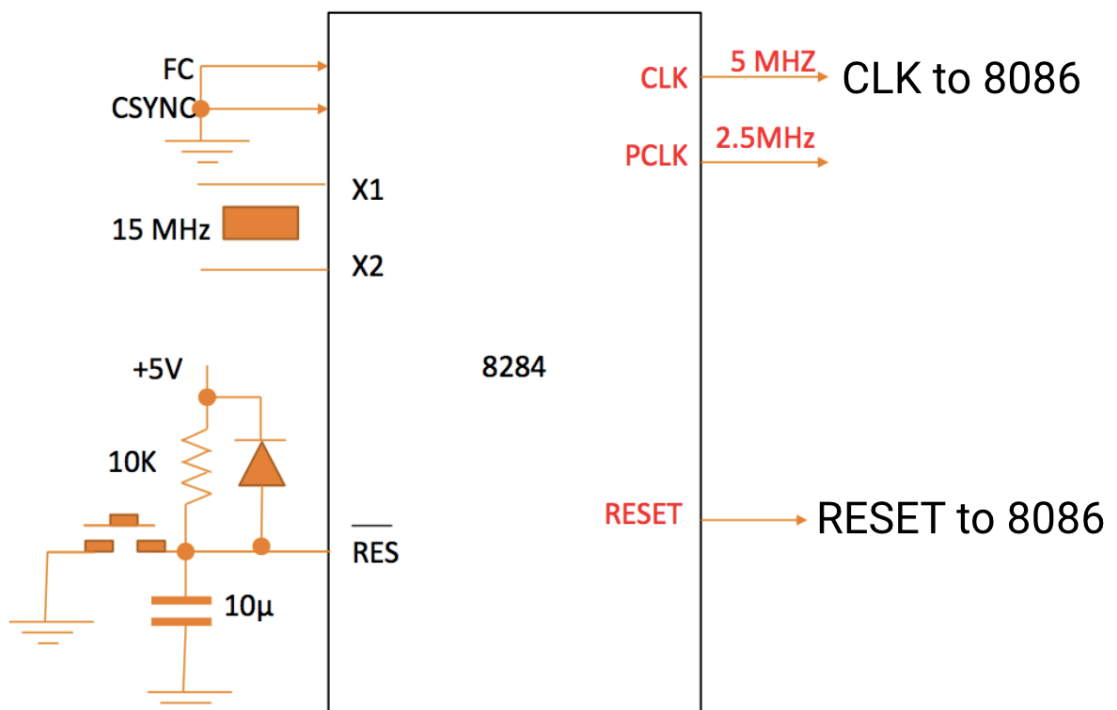 FC
CSYNC
X1
15 MHz
X2
+5V
10K
RES
10μ
8284
CLK
5 MHZ
CLK to 8086
PCLK
2.5MHz
RESET
RESET to 8086